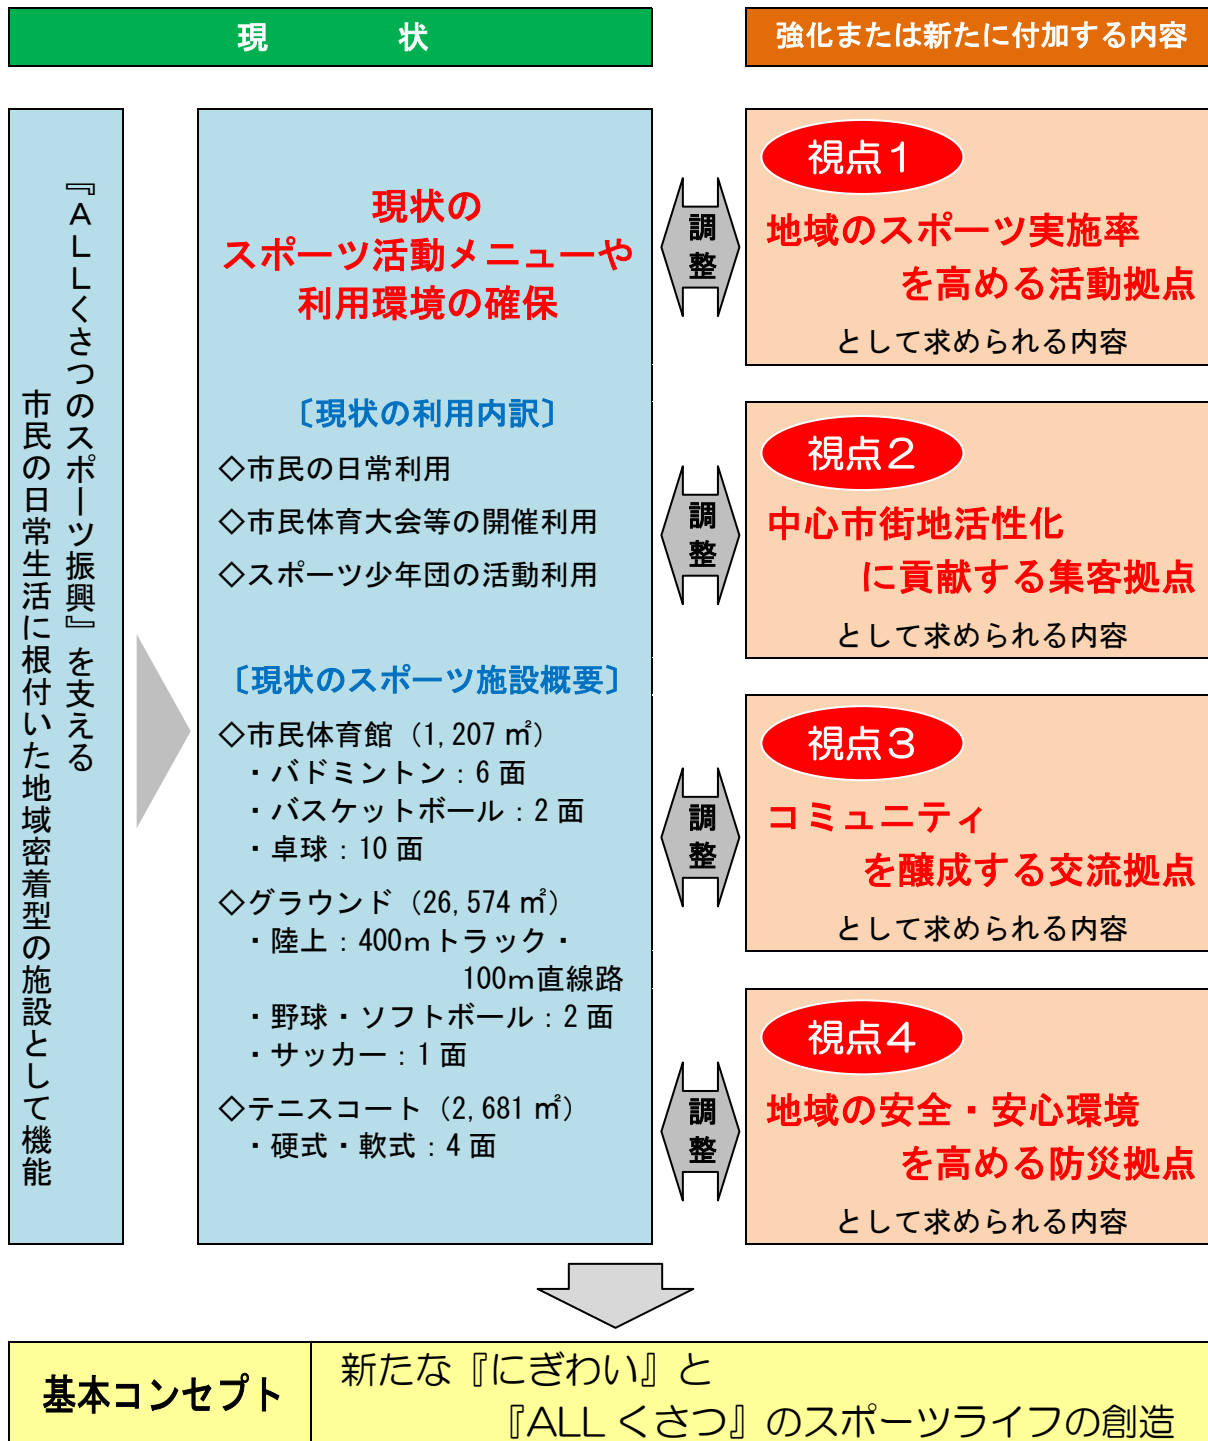 現　状
強化または新たに付加する内容
『ALLくさつのスポーツ振興』を支える
市民の日常生活に根付いた地域密着型の施設として機能
現状の
スポーツ活動メニューや
利用環境の確保
〔現状の利用内訳〕
◇市民の日常利用
◇市民体育大会等の開催利用
◇スポーツ少年団の活動利用
〔現状のスポーツ施設概要〕
◇市民体育館（1,207 ㎡）
・バドミントン：6 面
・バスケットボール：2 面
・卓球：10 面
◇グラウンド（26,574 ㎡）
・陸上：400ｍトラック・
100ｍ直線路
・野球・ソフトボール：2 面
・サッカー：1 面
◇テニスコート（2,681 ㎡）
・硬式・軟式：4 面
調整
調整
調整
調整
視点１
地域のスポーツ実施率
を高める活動拠点
として求められる内容
視点２
中心市街地活性化
に貢献する集客拠点
として求められる内容
視点３
コミュニティ
を醸成する交流拠点
として求められる内容
視点４
地域の安全・安心環境
を高める防災拠点
として求められる内容
基本コンセプト
新たな『にぎわい』と
『ALL くさつ』のスポーツライフの創造